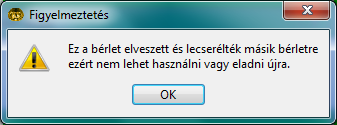 Figyelmeztetés
Ez a bérlet elveszett és lecserélték másik bérletre
ezért nem lehet használni vagy eladni újra.
OK